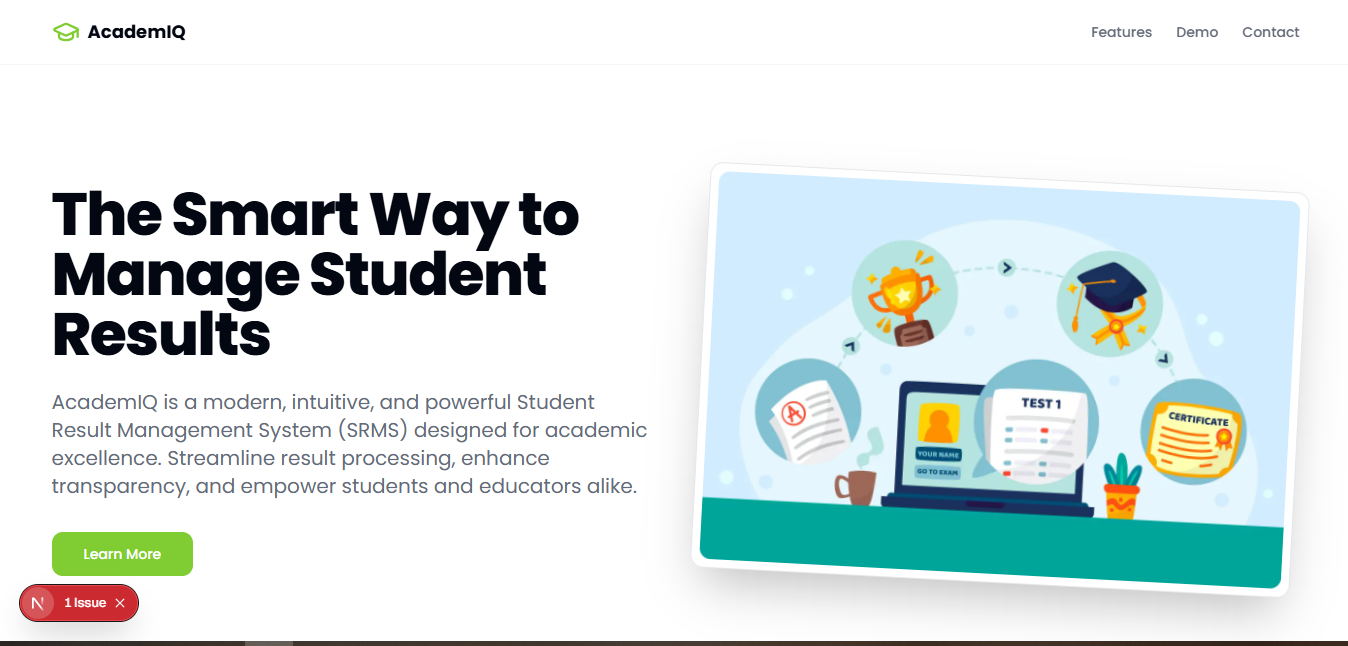 AcademIQ
Features
Demo
Contact
The Smart Way to
Manage Student
Results
AcademIQ is a modern, intuitive, and powerful Student
Result Management System (SRMS) designed for academic
excellence. Streamline result processing, enhance
transparency, and empower students and educators alike.
Learn More
N
1 Issue
A
YOUR NAME
GO TO EXAM
TEST 1
CERTIFICATE